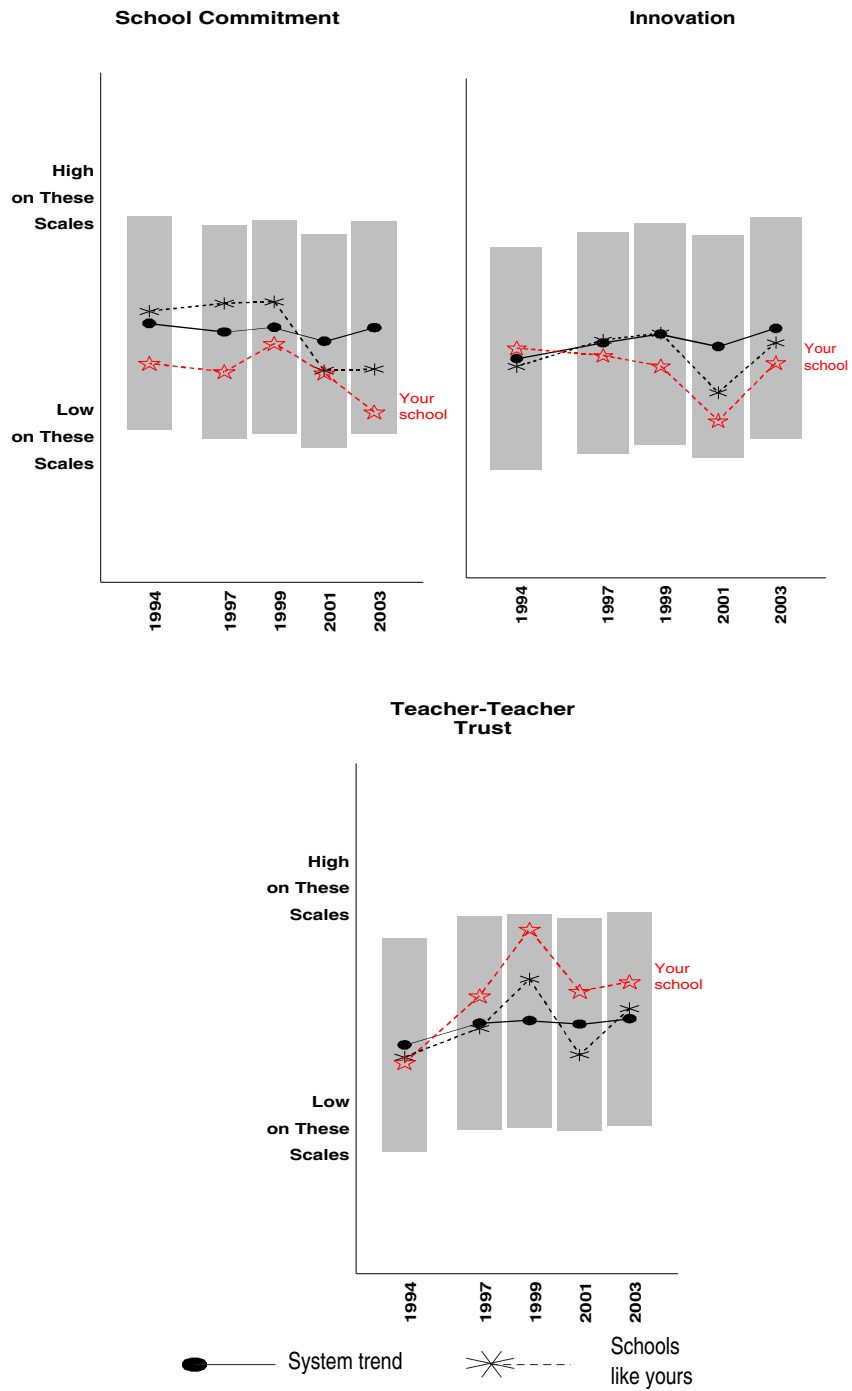 School Commitment
Innovation
High
on These
Scales
Low
on These
Scales
Your
school
Your
school
1994
1997
1999
2001
2003
1994
1997
1999
2001
2003
Teacher-Teacher
Trust
High
on These
Scales
Low
on These
Scales
Your
school
1994
1997
1999
2001
2003
System trend
Schools
like yours